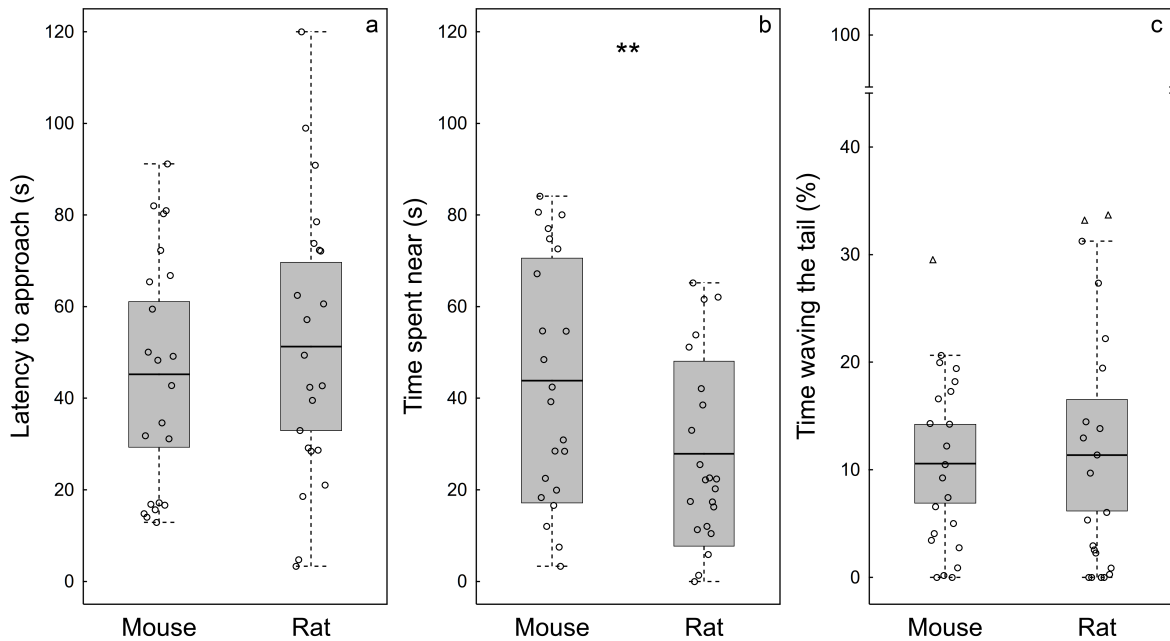 a
Latency to approach (s)
120
100
80
60
40
20
0
Mouse Rat
b
**
Time spent near (s)
120
100
80
60
40
20
0
Mouse Rat
c
Time waving the tail (%)
100
40
30
20
10
0
Mouse Rat